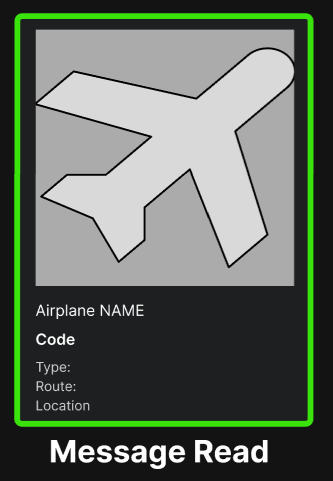 Airplane NAME
Code
Type:
Route:
Location
Message Read